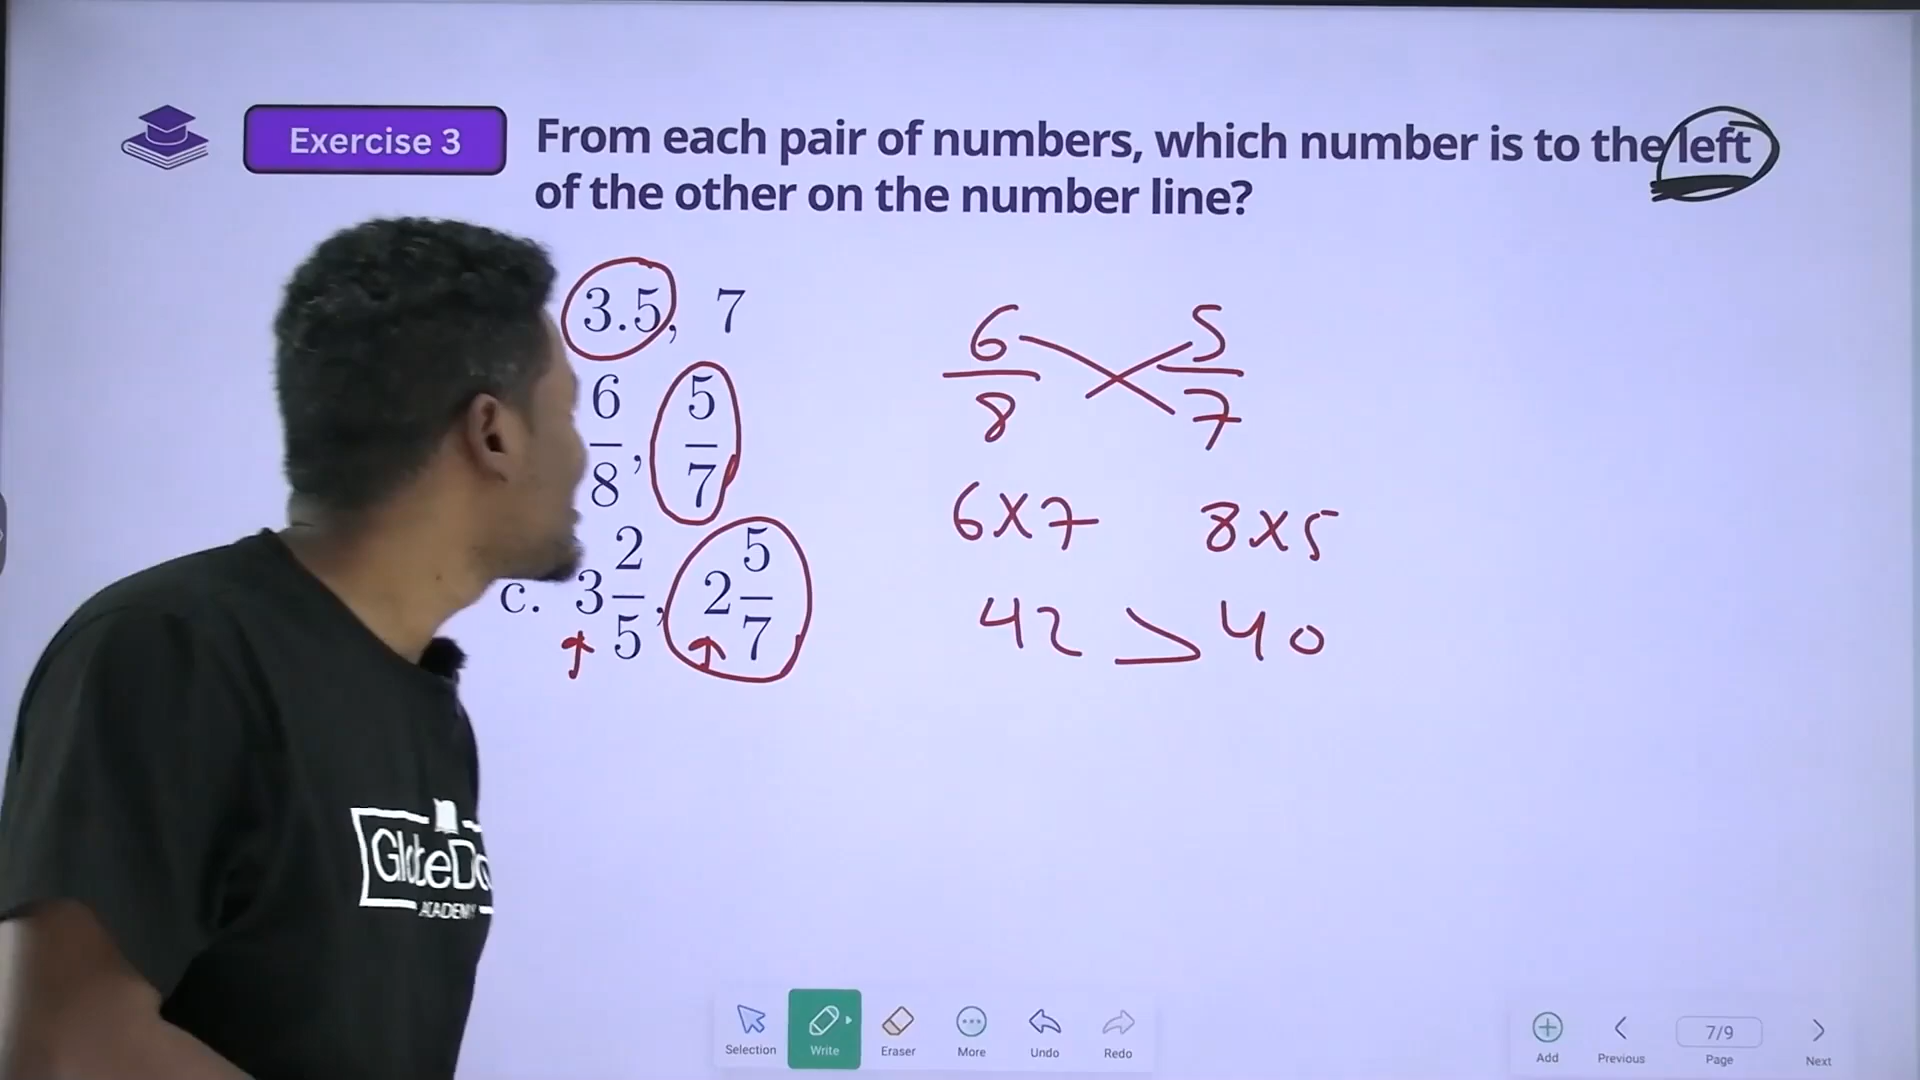 Exercise 3
From each pair of numbers, which number is to the left
of the other on the number line?
3.5, 7
6/8, 5/7
c. 3 2/5, 2 5/7
6/8 5/7
6x7 8x5
42 > 40
ACADEMY
Selection Write Eraser More Undo Redo
Add Previous 7/9 Page Next